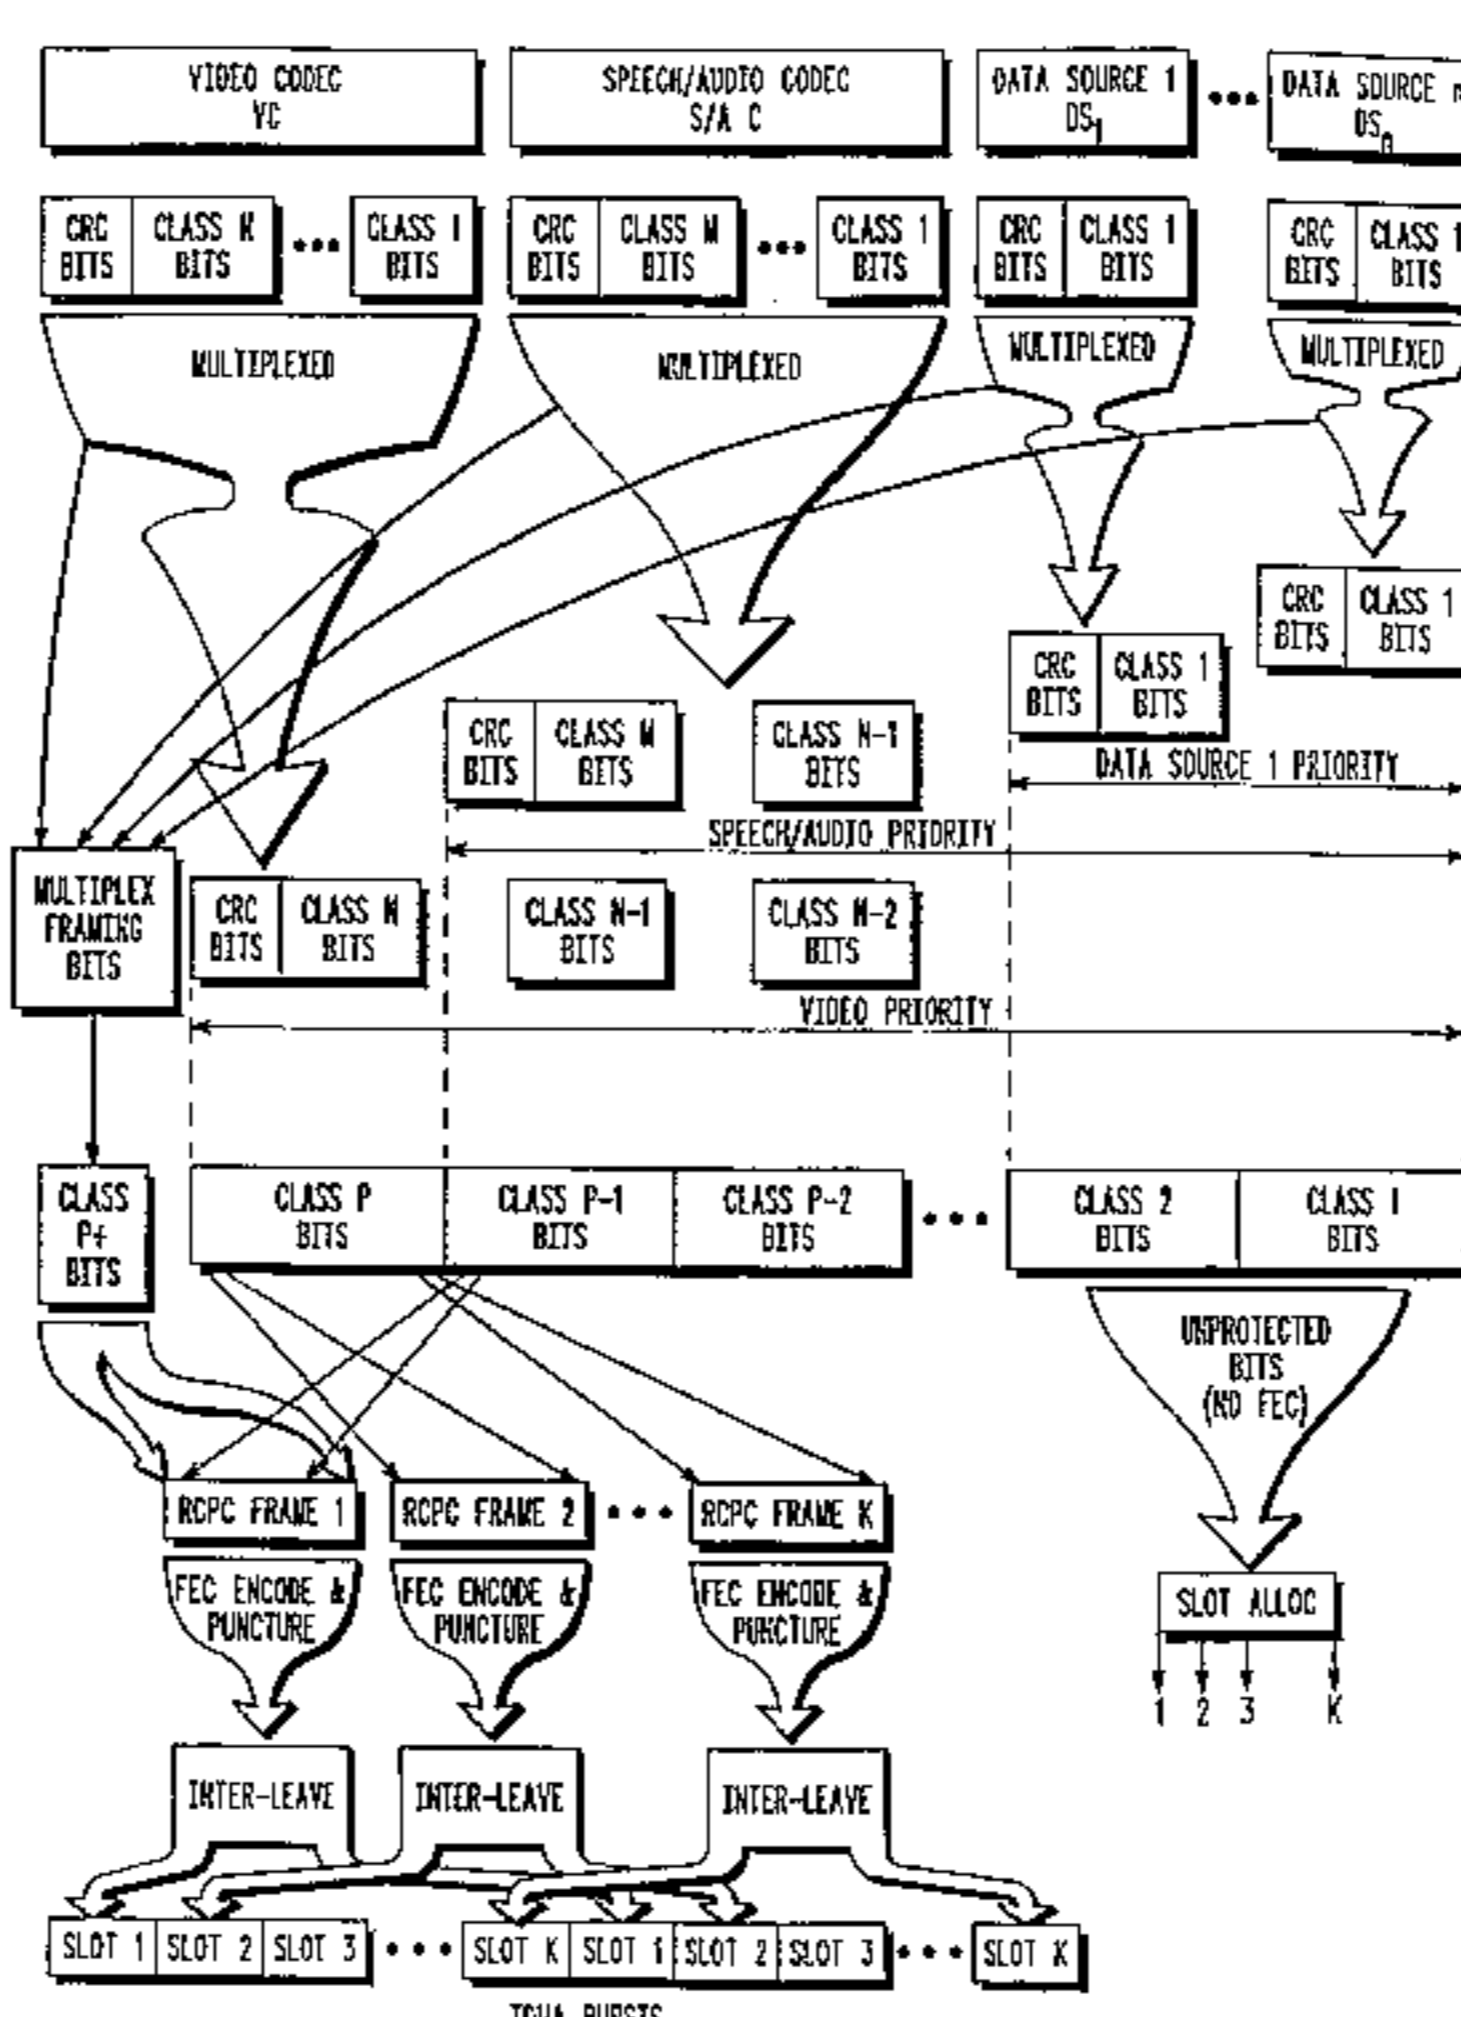 VIDEO CODEC
VC
SPEECH/AUDIO CODEC
S/A C
DATA SOURCE 1
DS1
DATA SOURCE
DSn
CRC
BITS
CLASS N
BITS
CLASS 1
BITS
CRC
BITS
CLASS M
BITS
CLASS 1
BITS
CRC
BITS
CLASS 1
BITS
CRC
BITS
CLASS 1
BITS
MULTIPLEXED
MULTIPLEXED
MULTIPLEXED
MULTIPLEXED
CRC
BITS
CLASS 1
BITS
CRC
BITS
CLASS 1
BITS
CRC
BITS
CLASS M
BITS
CLASS N-1
BITS
DATA SOURCE 1 PRIORITY
SPEECH/AUDIO PRIORITY
MULTIPLEX
FRAMING
BITS
CRC
BITS
CLASS N
BITS
CLASS N-1
BITS
CLASS N-2
BITS
VIDEO PRIORITY
CLASS
P+
BITS
CLASS P
BITS
CLASS P-1
BITS
CLASS P-2
BITS
CLASS 2
BITS
CLASS 1
BITS
UNPROTECTED
BITS
(NO FEC)
RCPC FRAME 1
RCPC FRAME 2
RCPC FRAME K
FEC ENCODE &
PUNCTURE
FEC ENCODE &
PUNCTURE
FEC ENCODE &
PUNCTURE
SLOT ALLOC
1 2 3 K
INTER-LEAVE
INTER-LEAVE
INTER-LEAVE
SLOT 1 SLOT 2 SLOT 3 SLOT K SLOT 1 SLOT 2 SLOT 3 SLOT K